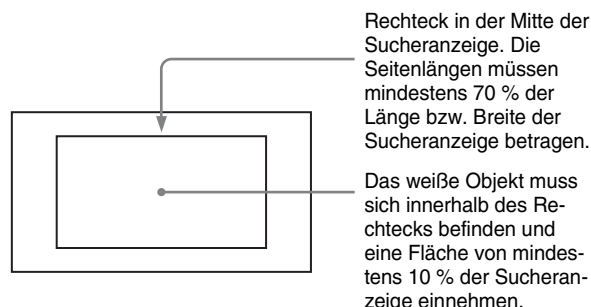 Rechteck in der Mitte der
Sucheranzeige. Die
Seitenlängen müssen
mindestens 70 % der
Länge bzw. Breite der
Sucheranzeige betragen.
Das weiße Objekt muss
sich innerhalb des Re-
chtecks befinden und
eine Fläche von mindes-
tens 10 % der Sucheran-
zeige einnehmen.